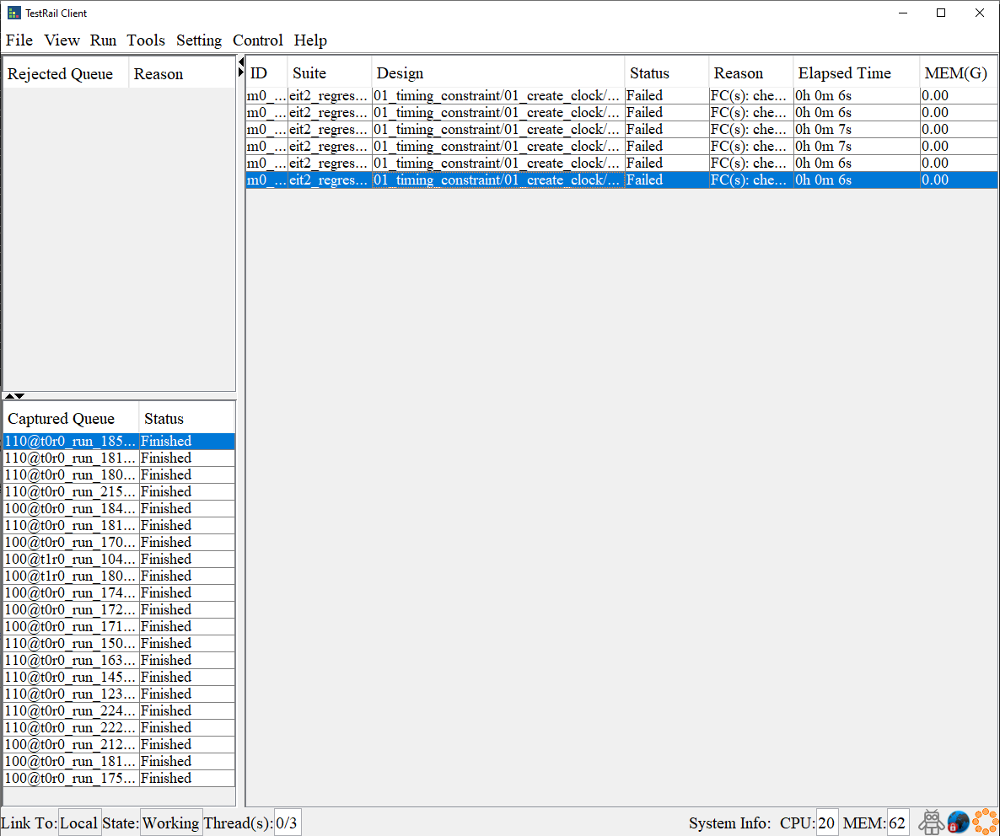 TestRail Client
File View Run Tools Setting Control Help
Rejected Queue Reason
ID Suite Design Status Reason Elapsed Time MEM(G)
m0_... eit2_regres... 01_timing_constraint/01_create_clock/... Failed FC(s): che... 0h 0m 6s 0.00
m0_... eit2_regres... 01_timing_constraint/01_create_clock/... Failed FC(s): che... 0h 0m 6s 0.00
m0_... eit2_regres... 01_timing_constraint/01_create_clock/... Failed FC(s): che... 0h 0m 7s 0.00
m0_... eit2_regres... 01_timing_constraint/01_create_clock/... Failed FC(s): che... 0h 0m 7s 0.00
m0_... eit2_regres... 01_timing_constraint/01_create_clock/... Failed FC(s): che... 0h 0m 6s 0.00
m0_... eit2_regres... 01_timing_constraint/01_create_clock/... Failed FC(s): che... 0h 0m 6s 0.00
Captured Queue Status
110@t0r0_run_185... Finished
110@t0r0_run_181... Finished
110@t0r0_run_180... Finished
110@t0r0_run_215... Finished
100@t0r0_run_184... Finished
110@t0r0_run_181... Finished
100@t0r0_run_170... Finished
100@t1r0_run_104... Finished
100@t1r0_run_180... Finished
100@t0r0_run_174... Finished
100@t0r0_run_172... Finished
100@t0r0_run_171... Finished
110@t0r0_run_150... Finished
110@t0r0_run_163... Finished
110@t0r0_run_145... Finished
110@t0r0_run_123... Finished
110@t0r0_run_224... Finished
110@t0r0_run_222... Finished
100@t0r0_run_212... Finished
100@t0r0_run_181... Finished
100@t0r0_run_175... Finished
Link To: Local State: Working Thread(s): 0/3 System Info: CPU: 20 MEM: 62